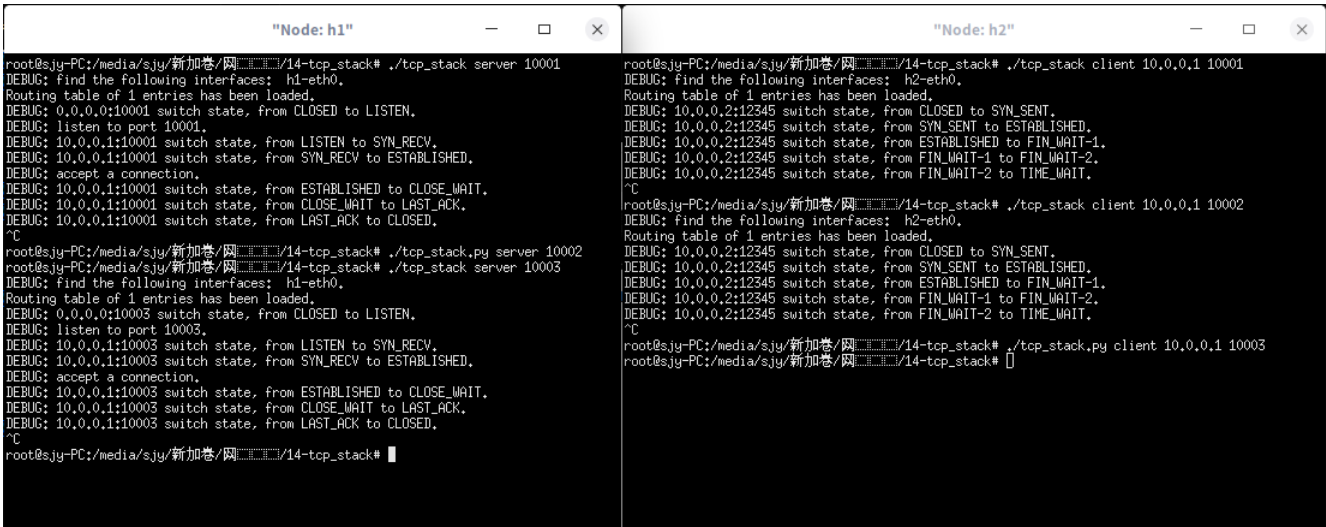 "Node: h1"
root@sjy-PC:/media/sjy/新加卷/网/14-tcp_stack# ./tcp_stack server 10001
DEBUG: find the following interfaces: h1-eth0.
Routing table of 1 entries has been loaded.
DEBUG: 0.0.0.0:10001 switch state, from CLOSED to LISTEN.
DEBUG: listen to port 10001.
DEBUG: 10.0.0.1:10001 switch state, from LISTEN to SYN_RECV.
DEBUG: 10.0.0.1:10001 switch state, from SYN_RECV to ESTABLISHED.
DEBUG: accept a connection.
DEBUG: 10.0.0.1:10001 switch state, from ESTABLISHED to CLOSE_WAIT.
DEBUG: 10.0.0.1:10001 switch state, from CLOSE_WAIT to LAST_ACK.
DEBUG: 10.0.0.1:10001 switch state, from LAST_ACK to CLOSED.
^C
root@sjy-PC:/media/sjy/新加卷/网/14-tcp_stack# ./tcp_stack.py server 10002
root@sjy-PC:/media/sjy/新加卷/网/14-tcp_stack# ./tcp_stack server 10003
DEBUG: find the following interfaces: h1-eth0.
Routing table of 1 entries has been loaded.
DEBUG: 0.0.0.0:10003 switch state, from CLOSED to LISTEN.
DEBUG: listen to port 10003.
DEBUG: 10.0.0.1:10003 switch state, from LISTEN to SYN_RECV.
DEBUG: 10.0.0.1:10003 switch state, from SYN_RECV to ESTABLISHED.
DEBUG: accept a connection.
DEBUG: 10.0.0.1:10003 switch state, from ESTABLISHED to CLOSE_WAIT.
DEBUG: 10.0.0.1:10003 switch state, from CLOSE_WAIT to LAST_ACK.
DEBUG: 10.0.0.1:10003 switch state, from LAST_ACK to CLOSED.
^C
root@sjy-PC:/media/sjy/新加卷/网/14-tcp_stack#
"Node: h2"
root@sjy-PC:/media/sjy/新加卷/网/14-tcp_stack# ./tcp_stack client 10.0.0.1 10001
DEBUG: find the following interfaces: h2-eth0.
Routing table of 1 entries has been loaded.
DEBUG: 10.0.0.2:12345 switch state, from CLOSED to SYN_SENT.
DEBUG: 10.0.0.2:12345 switch state, from SYN_SENT to ESTABLISHED.
DEBUG: 10.0.0.2:12345 switch state, from ESTABLISHED to FIN_WAIT-1.
DEBUG: 10.0.0.2:12345 switch state, from FIN_WAIT-1 to FIN_WAIT-2.
DEBUG: 10.0.0.2:12345 switch state, from FIN_WAIT-2 to TIME_WAIT.
^C
root@sjy-PC:/media/sjy/新加卷/网/14-tcp_stack# ./tcp_stack client 10.0.0.1 10002
DEBUG: find the following interfaces: h2-eth0.
Routing table of 1 entries has been loaded.
DEBUG: 10.0.0.2:12345 switch state, from CLOSED to SYN_SENT.
DEBUG: 10.0.0.2:12345 switch state, from SYN_SENT to ESTABLISHED.
DEBUG: 10.0.0.2:12345 switch state, from ESTABLISHED to FIN_WAIT-1.
DEBUG: 10.0.0.2:12345 switch state, from FIN_WAIT-1 to FIN_WAIT-2.
DEBUG: 10.0.0.2:12345 switch state, from FIN_WAIT-2 to TIME_WAIT.
^C
root@sjy-PC:/media/sjy/新加卷/网/14-tcp_stack# ./tcp_stack.py client 10.0.0.1 10003
root@sjy-PC:/media/sjy/新加卷/网/14-tcp_stack#